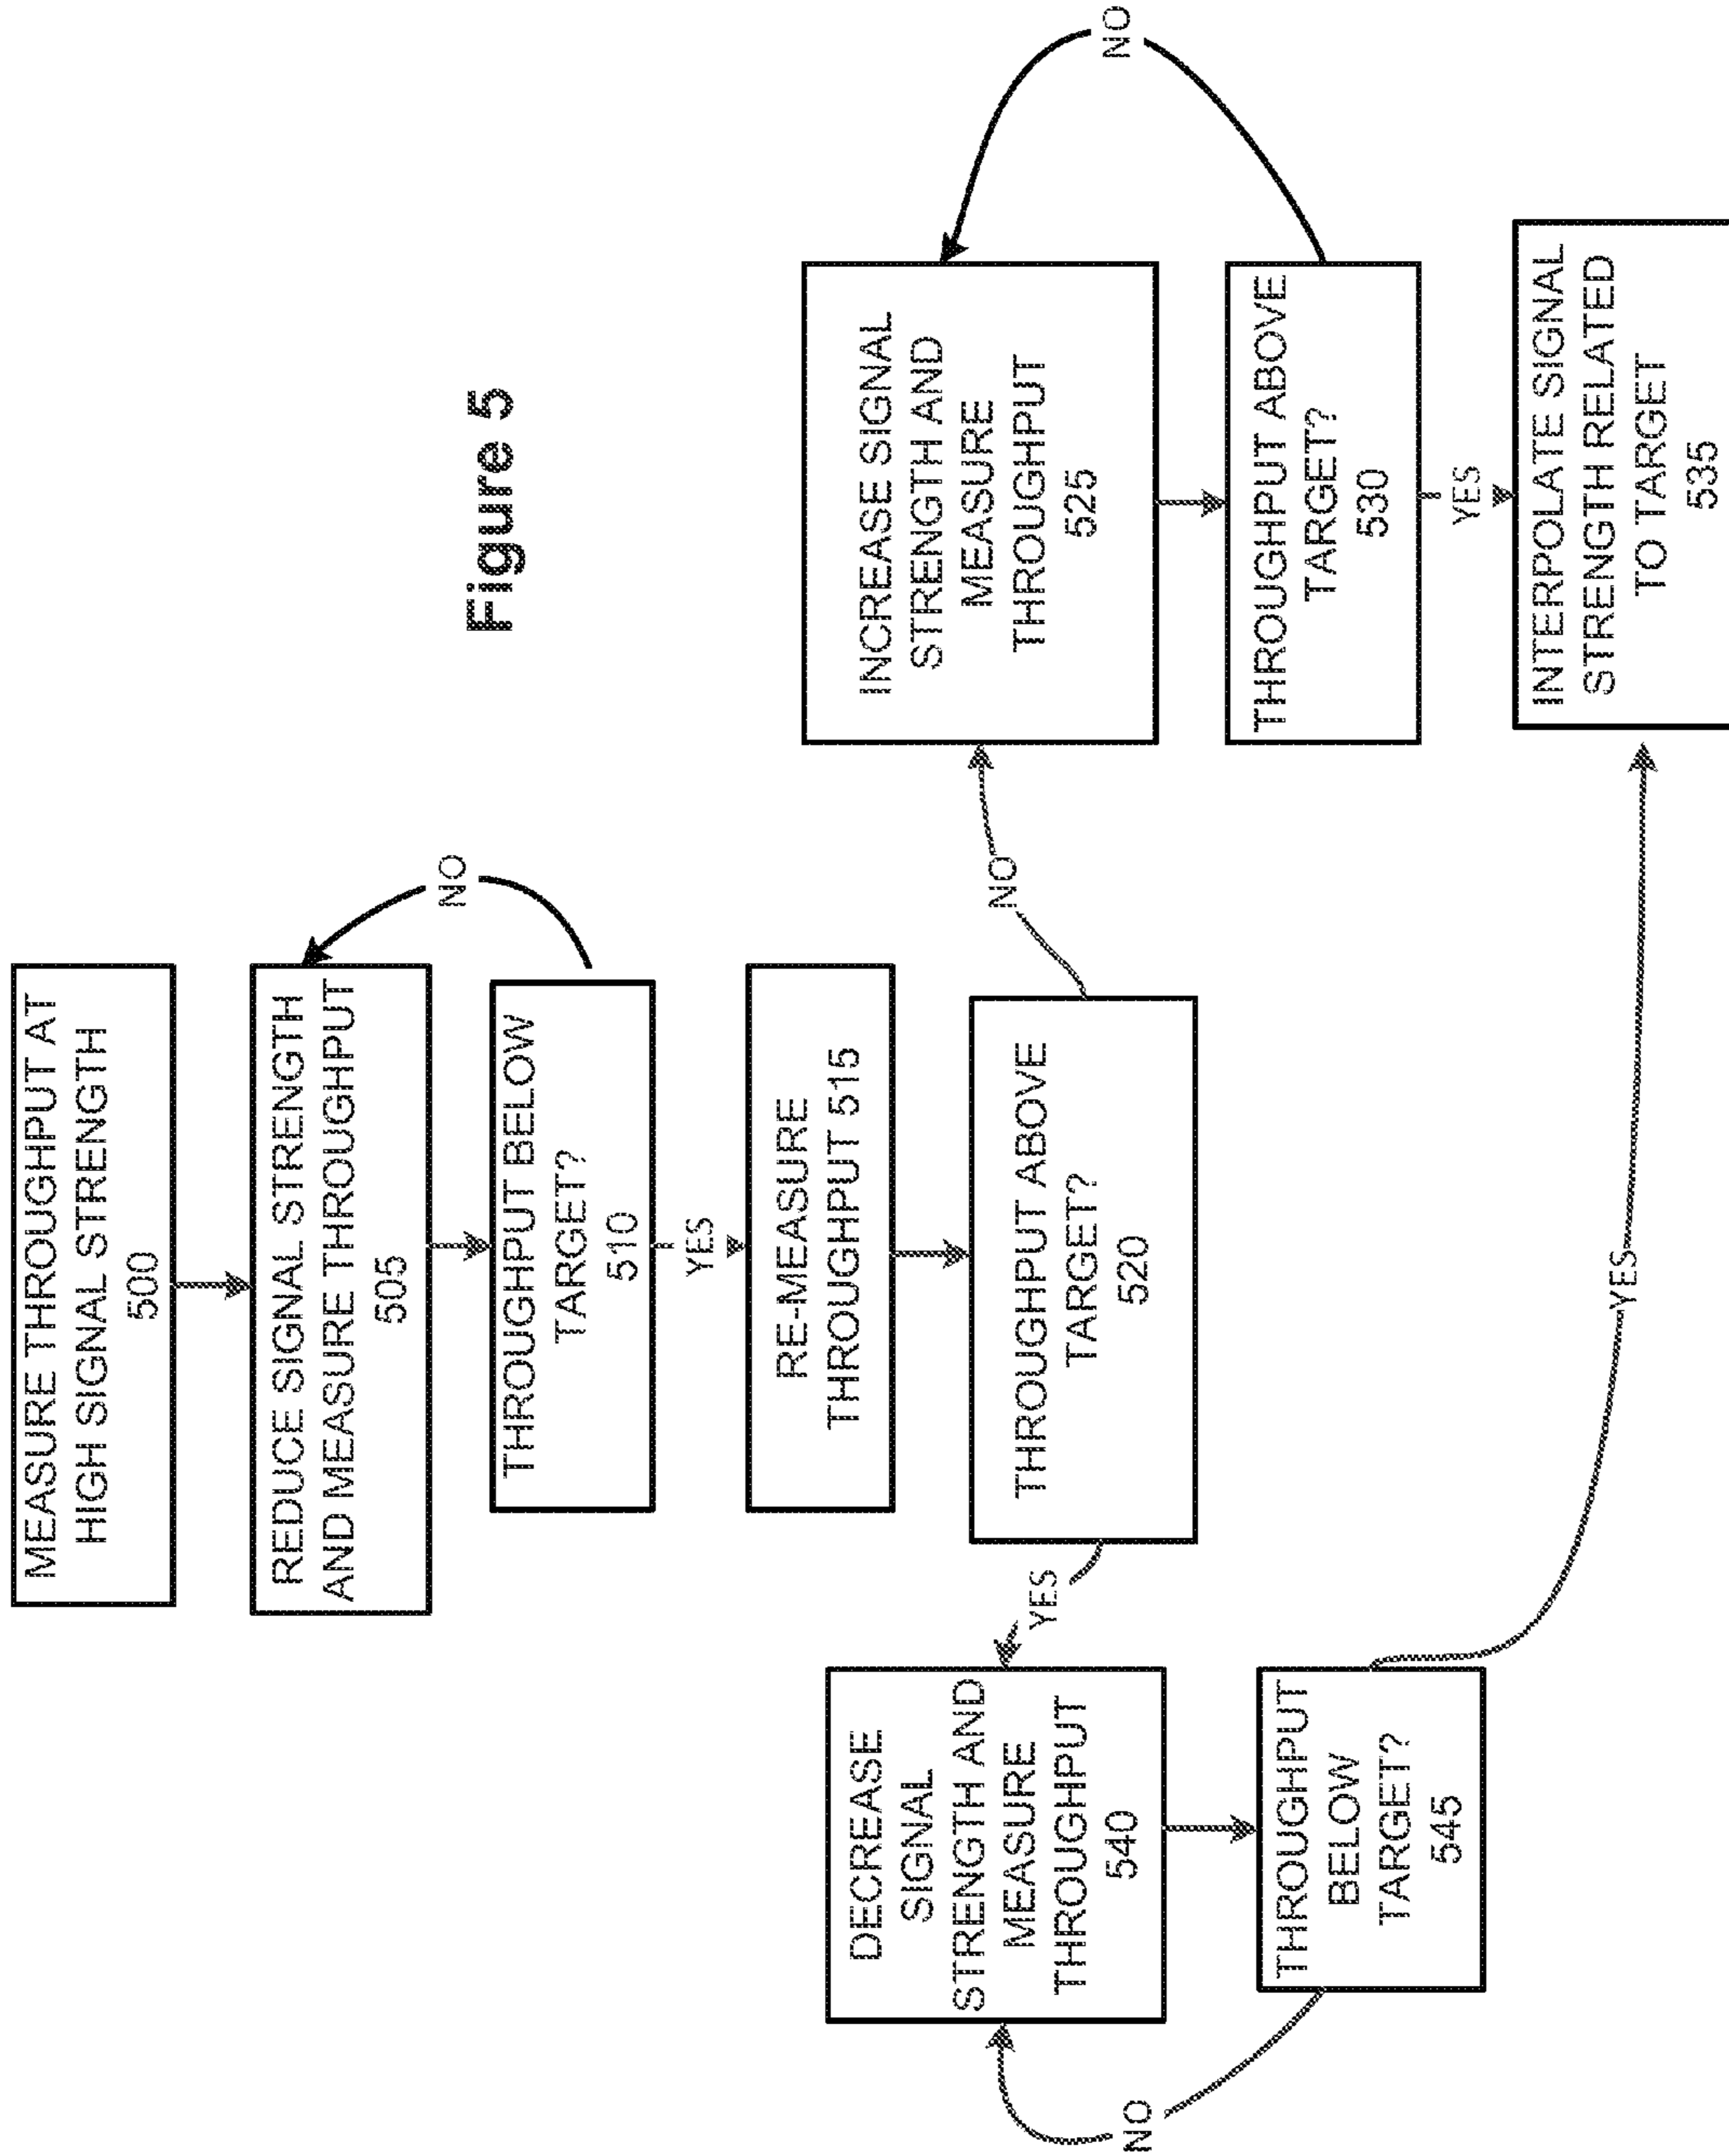 Figure 5
MEASURE THROUGHPUT AT
HIGH SIGNAL STRENGTH
500
REDUCE SIGNAL STRENGTH
AND MEASURE THROUGHPUT
505
NO
THROUGHPUT BELOW
TARGET?
510
YES
RE-MEASURE
THROUGHPUT 515
THROUGHPUT ABOVE
TARGET?
520
NO
YES
INCREASE SIGNAL
STRENGTH AND
MEASURE
THROUGHPUT
525
THROUGHPUT ABOVE
TARGET?
530
NO
YES
INTERPOLATE SIGNAL
STRENGTH RELATED
TO TARGET
535
DECREASE
SIGNAL
STRENGTH AND
MEASURE
THROUGHPUT
540
THROUGHPUT
BELOW
TARGET?
545
NO
YES